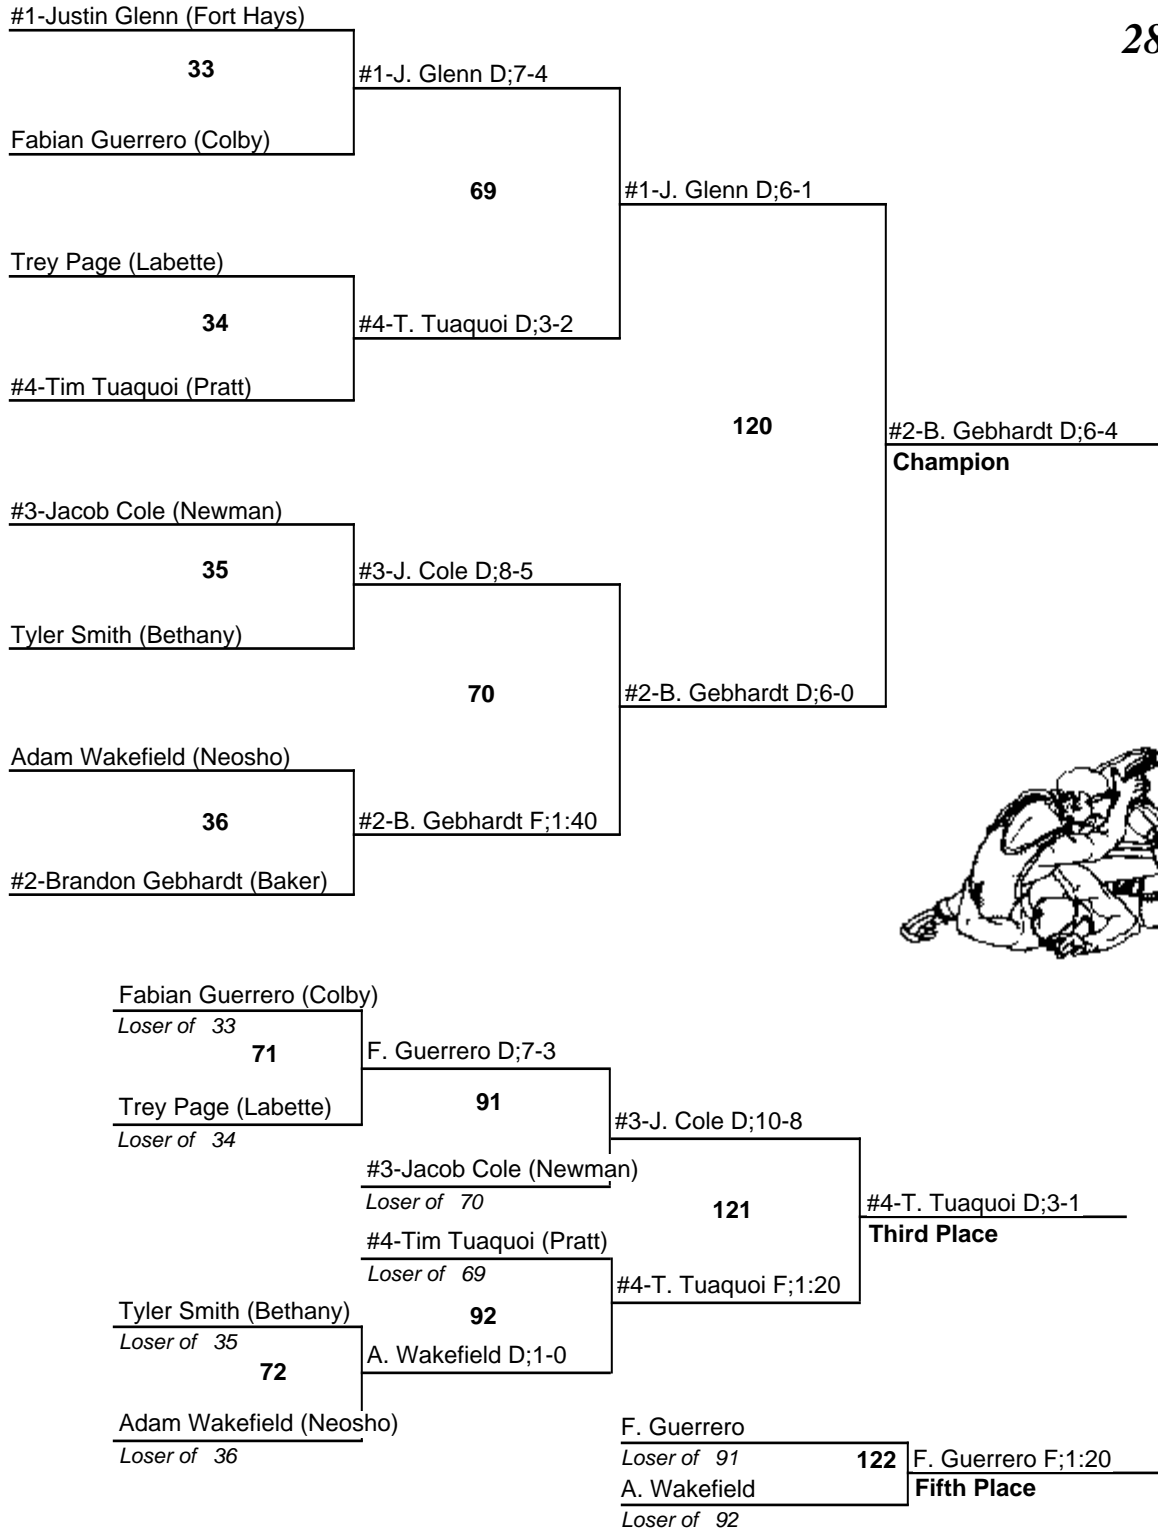 #1-Justin Glenn (Fort Hays)
28
33
#1-J. Glenn D;7-4
Fabian Guerrero (Colby)
69
#1-J. Glenn D;6-1
Trey Page (Labette)
34
#4-T. Tuaquoi D;3-2
#4-Tim Tuaquoi (Pratt)
120
#2-B. Gebhardt D;6-4
Champion
#3-Jacob Cole (Newman)
35
#3-J. Cole D;8-5
Tyler Smith (Bethany)
70
#2-B. Gebhardt D;6-0
Adam Wakefield (Neosho)
36
#2-B. Gebhardt F;1:40
#2-Brandon Gebhardt (Baker)
Fabian Guerrero (Colby)
Loser of 33
71
F. Guerrero D;7-3
Trey Page (Labette)
Loser of 34
91
#3-J. Cole D;10-8
#3-Jacob Cole (Newman)
Loser of 70
121
#4-T. Tuaquoi D;3-1
Third Place
#4-Tim Tuaquoi (Pratt)
Loser of 69
#4-T. Tuaquoi F;1:20
Tyler Smith (Bethany)
Loser of 35
92
72
A. Wakefield D;1-0
Adam Wakefield (Neosho)
Loser of 36
F. Guerrero
Loser of 91
122
F. Guerrero F;1:20
Fifth Place
A. Wakefield
Loser of 92